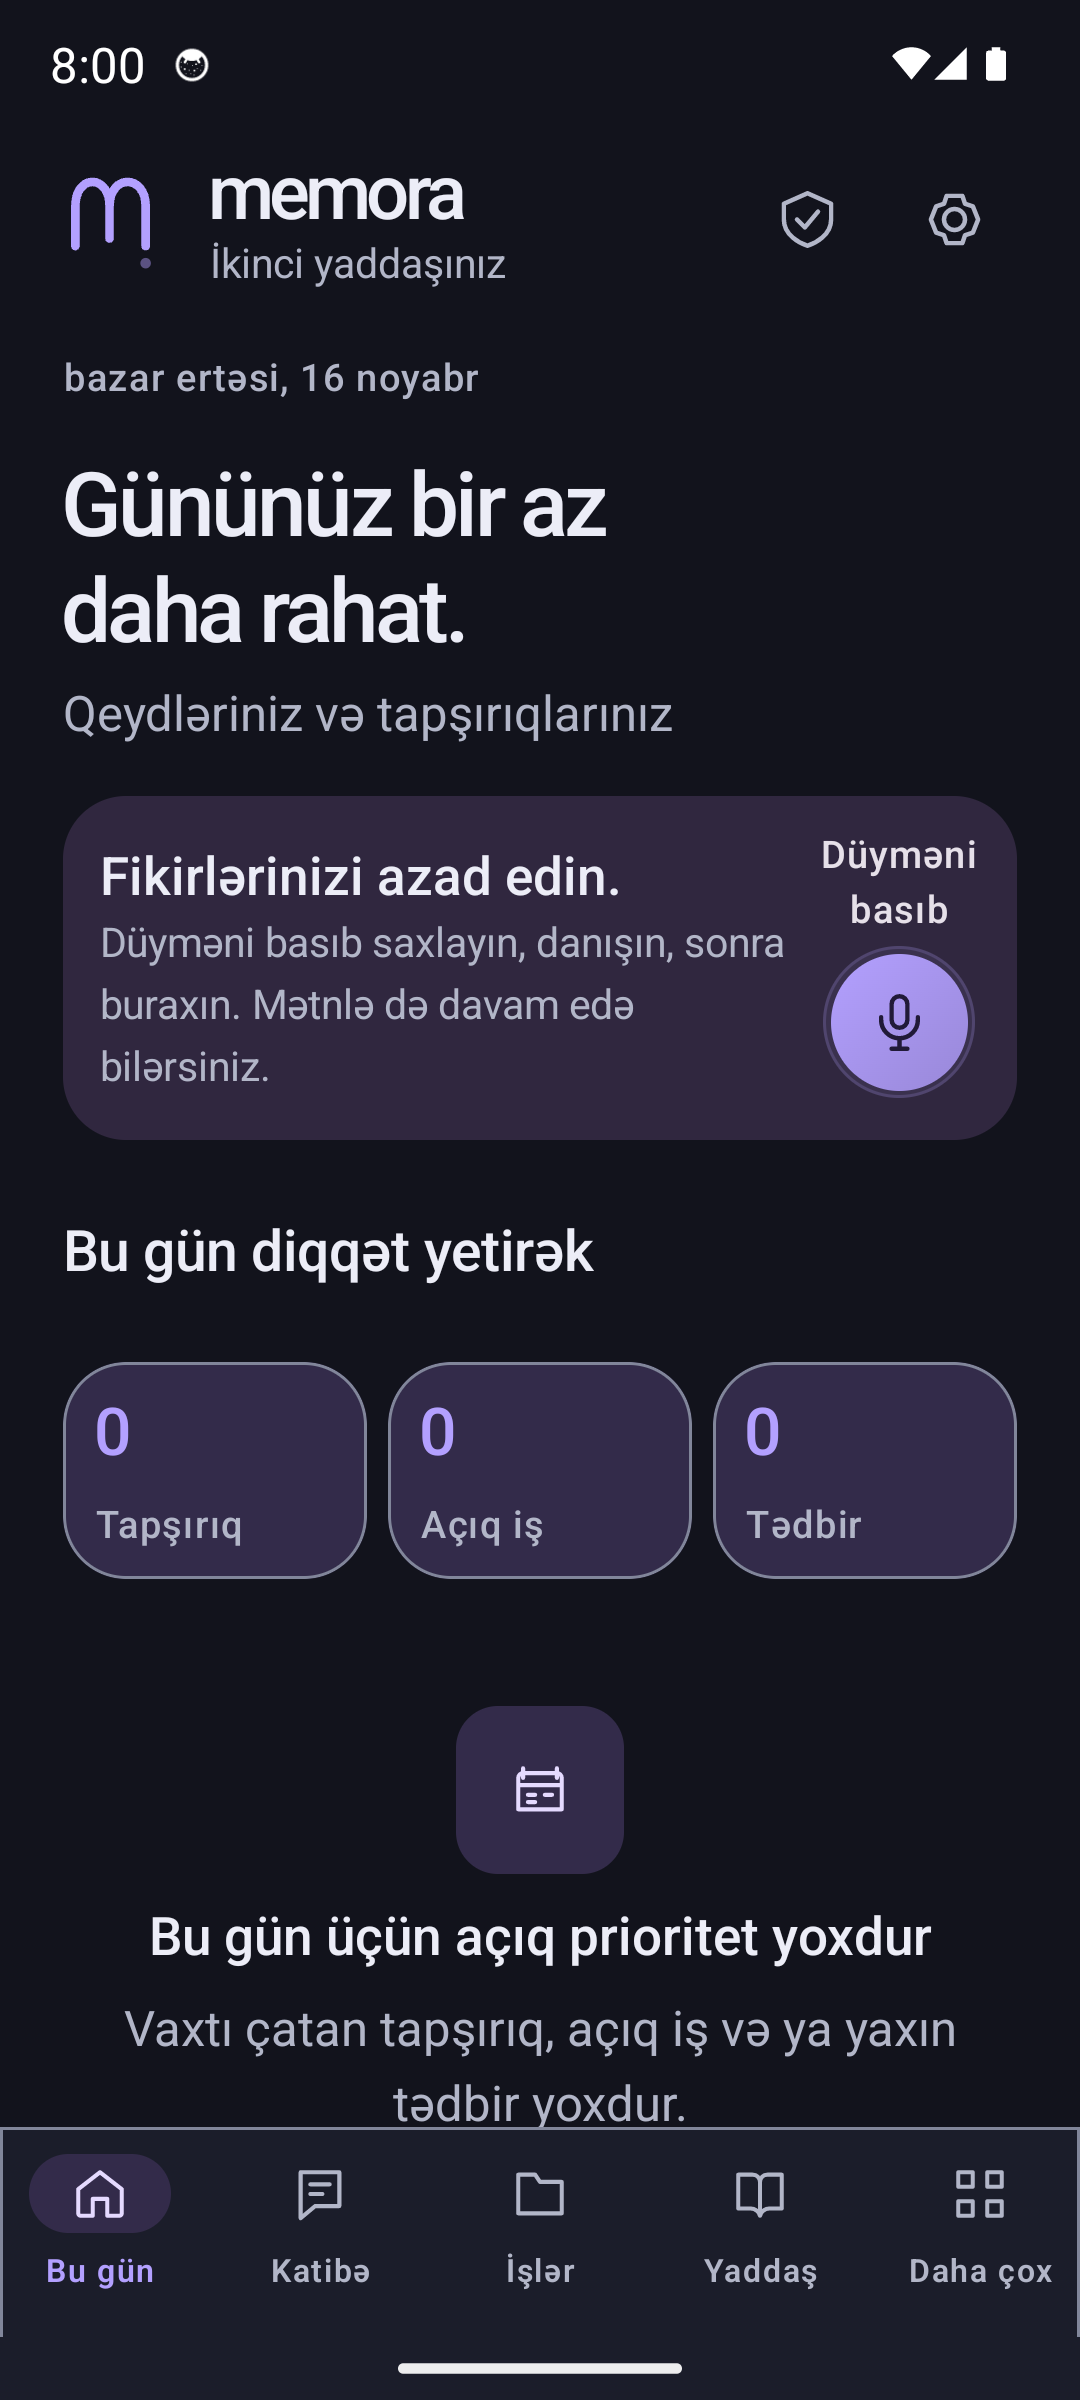 8:00
memora
İkinci yaddaşınız
bazar ertəsi, 16 noyabr
Gününüz bir az
daha rahat.
Qeydləriniz və tapşırıqlarınız
Fikirlərinizi azad edin.
Düyməni basıb saxlayın, danışın, sonra
buraxın. Mətnlə də davam edə
bilərsiniz.
Düyməni
basıb
Bu gün diqqət yetirək
0
Tapşırıq
0
Açıq iş
0
Tədbir
Bu gün üçün açıq prioritet yoxdur
Vaxtı çatan tapşırıq, açıq iş və ya yaxın
tədbir yoxdur.
Bu gün
Katibə
İşlər
Yaddaş
Daha çox